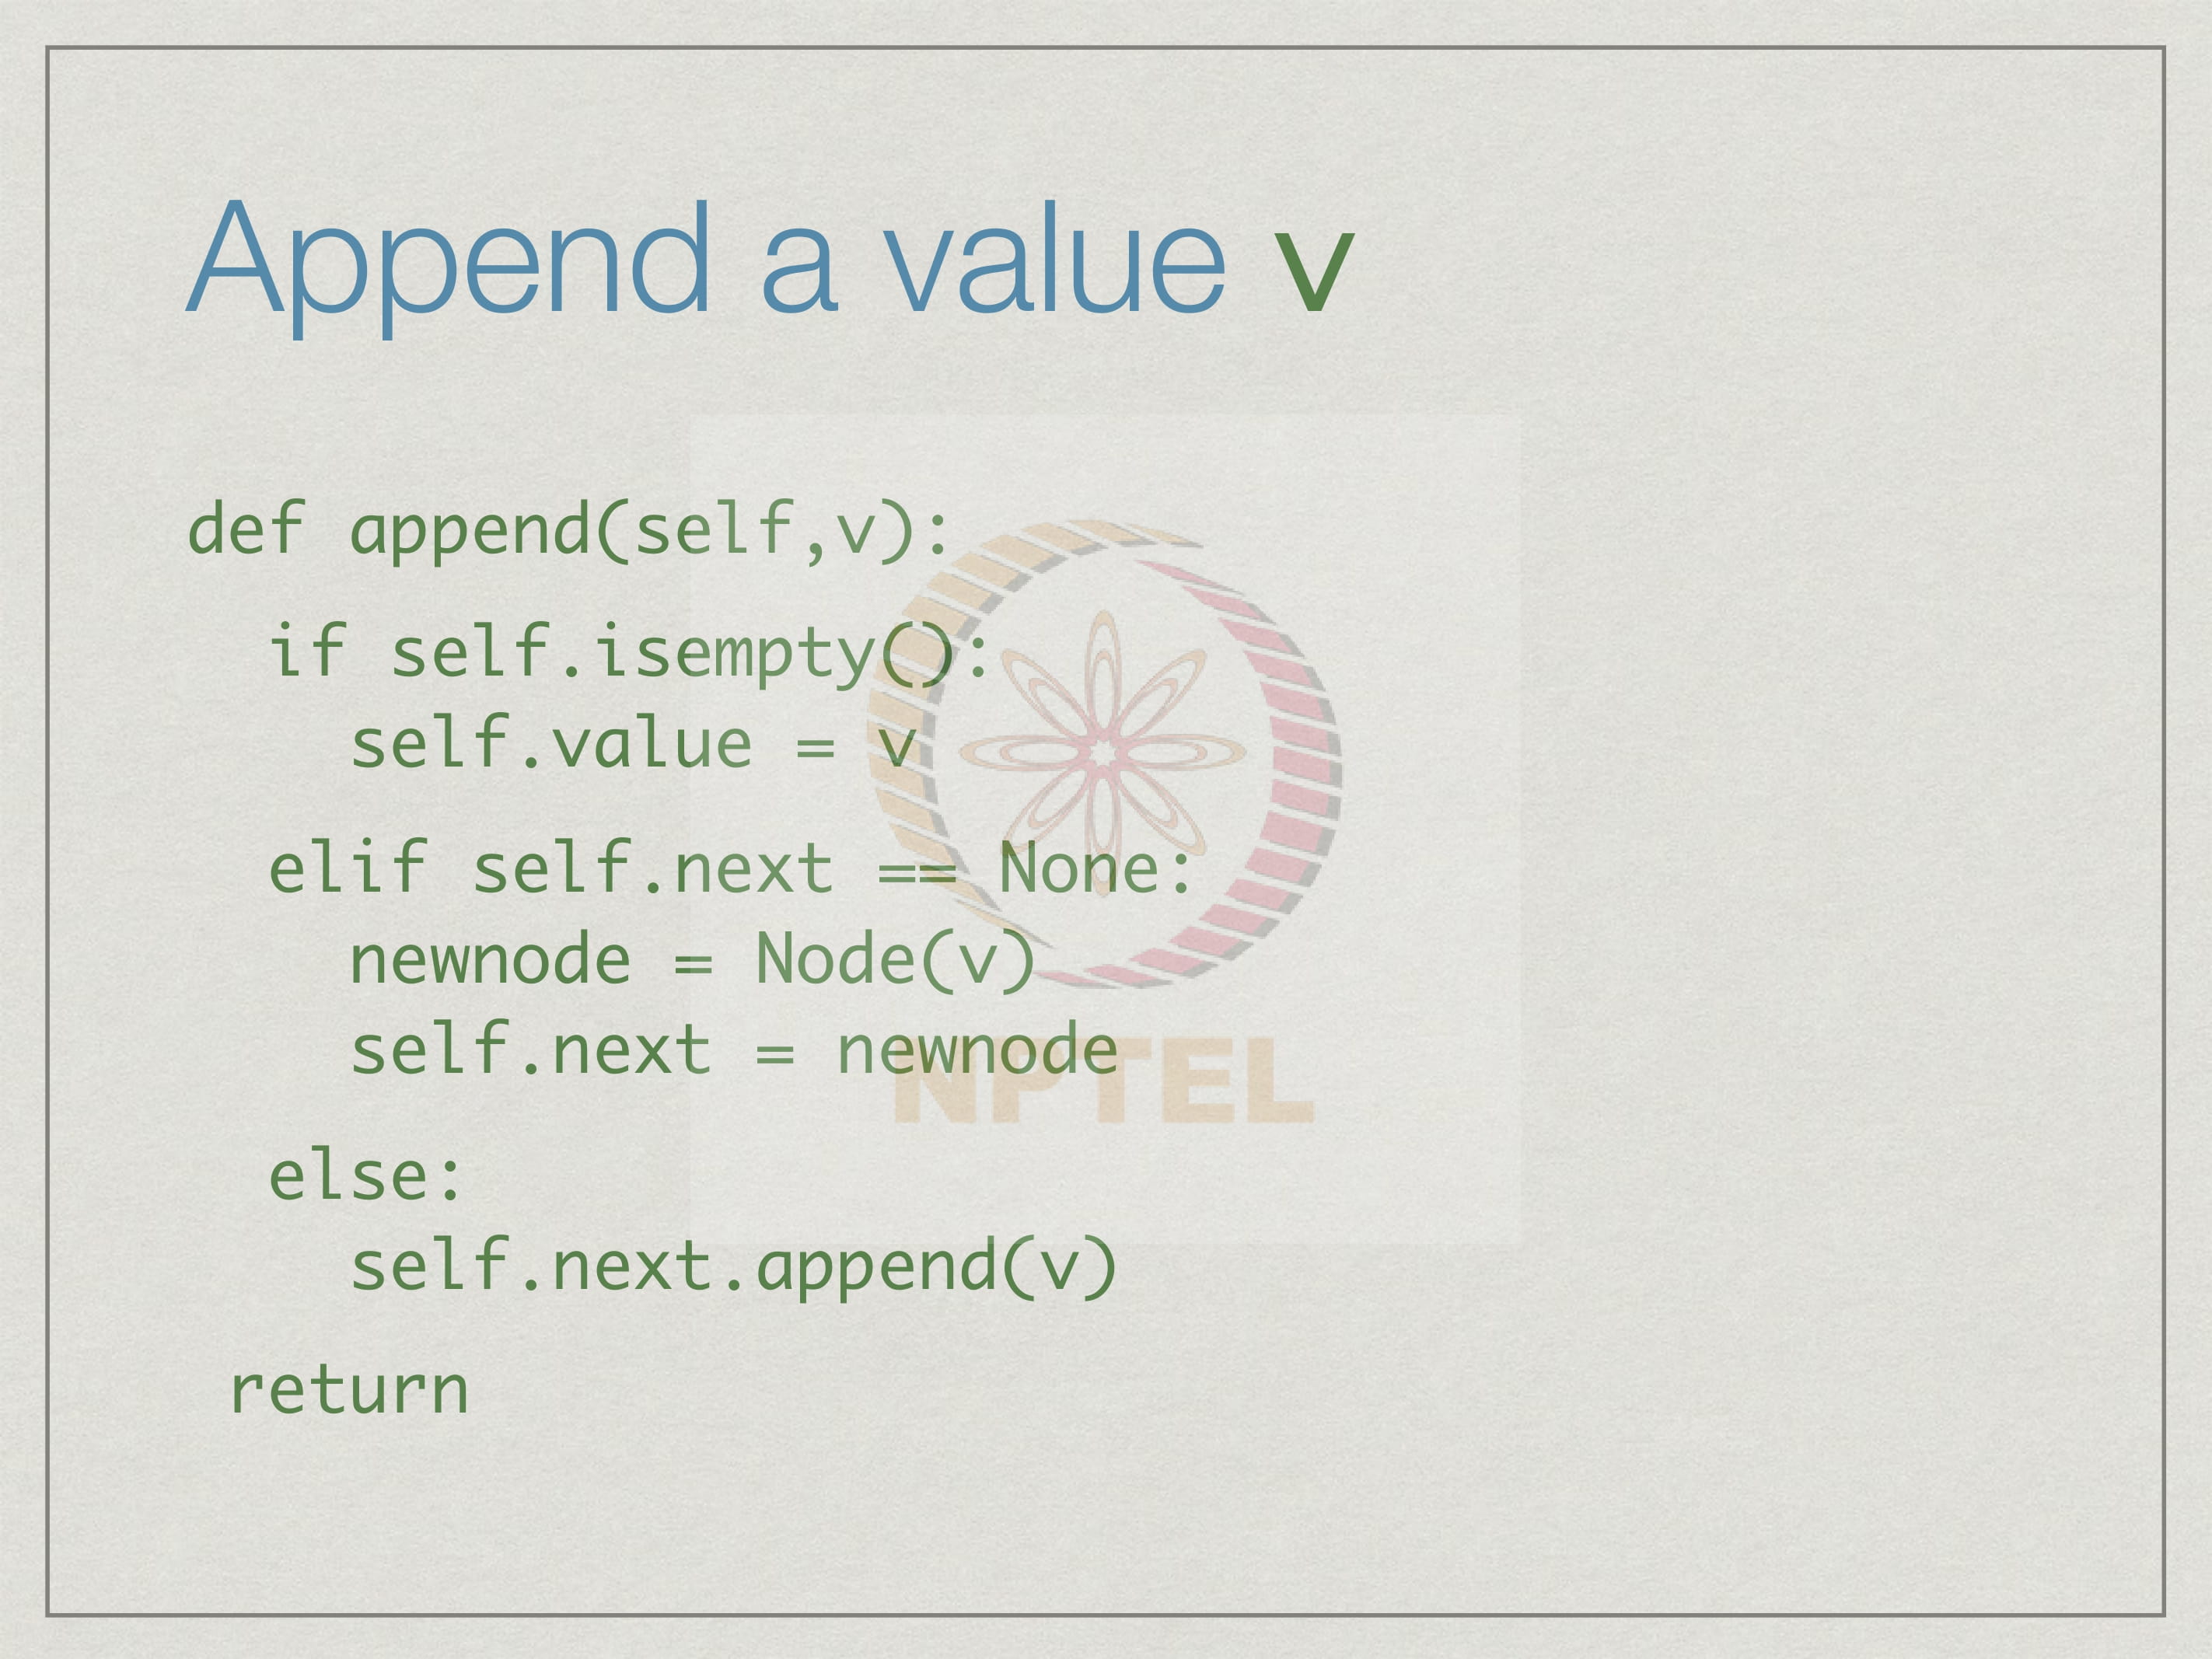 Append a value v
def append(self,v):
if self.isempty():
self.value = v
elif self.next == None:
newnode = Node(v)
self.next = newnode
NPTEL
else:
self.next.append(v)
return